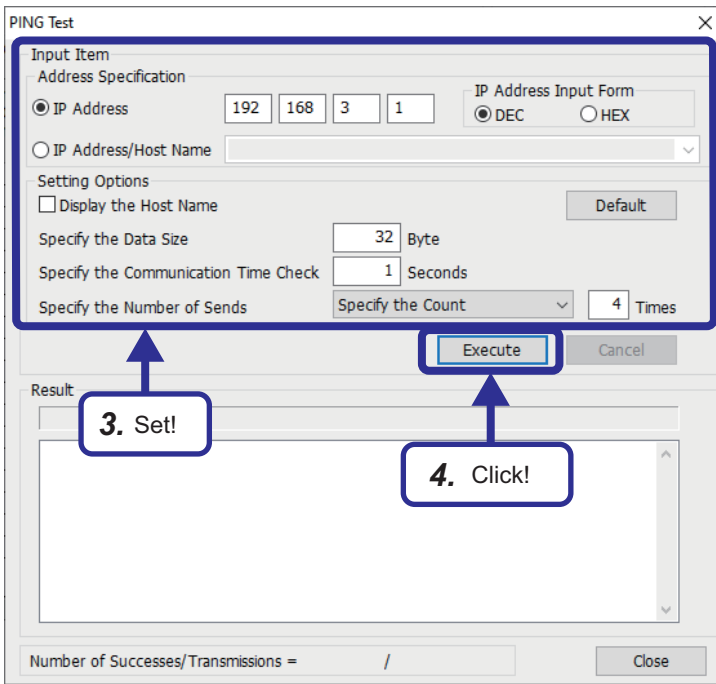 PING Test
Input Item
Address Specification
IP Address 192 168 3 1
IP Address Input Form
DEC HEX
IP Address/Host Name
Setting Options
Display the Host Name Default
Specify the Data Size 32 Byte
Specify the Communication Time Check 1 Seconds
Specify the Number of Sends Specify the Count 4 Times
Execute Cancel
Result
3. Set!
4. Click!
Number of Successes/Transmissions = / Close